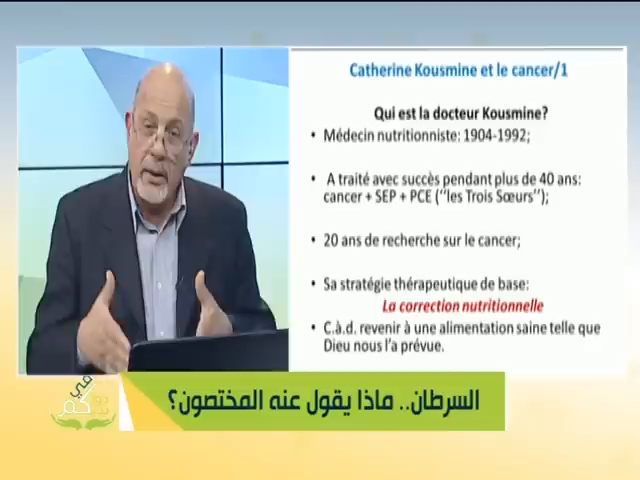 Catherine Kousmine et le cancer/1
Qui est la docteur Kousmine?
• Médecin nutritionniste: 1904-1992;
• A traité avec succès pendant plus de 40 ans:
cancer + SEP + PCE (‘‘les Trois Sœurs’’);
• 20 ans de recherche sur le cancer;
• Sa stratégie thérapeutique de base:
La correction nutritionnelle
• C.à.d. revenir à une alimentation saine telle que
Dieu nous l’a prévue.
السرطان.. ماذا يقول عنه المختصون؟
في